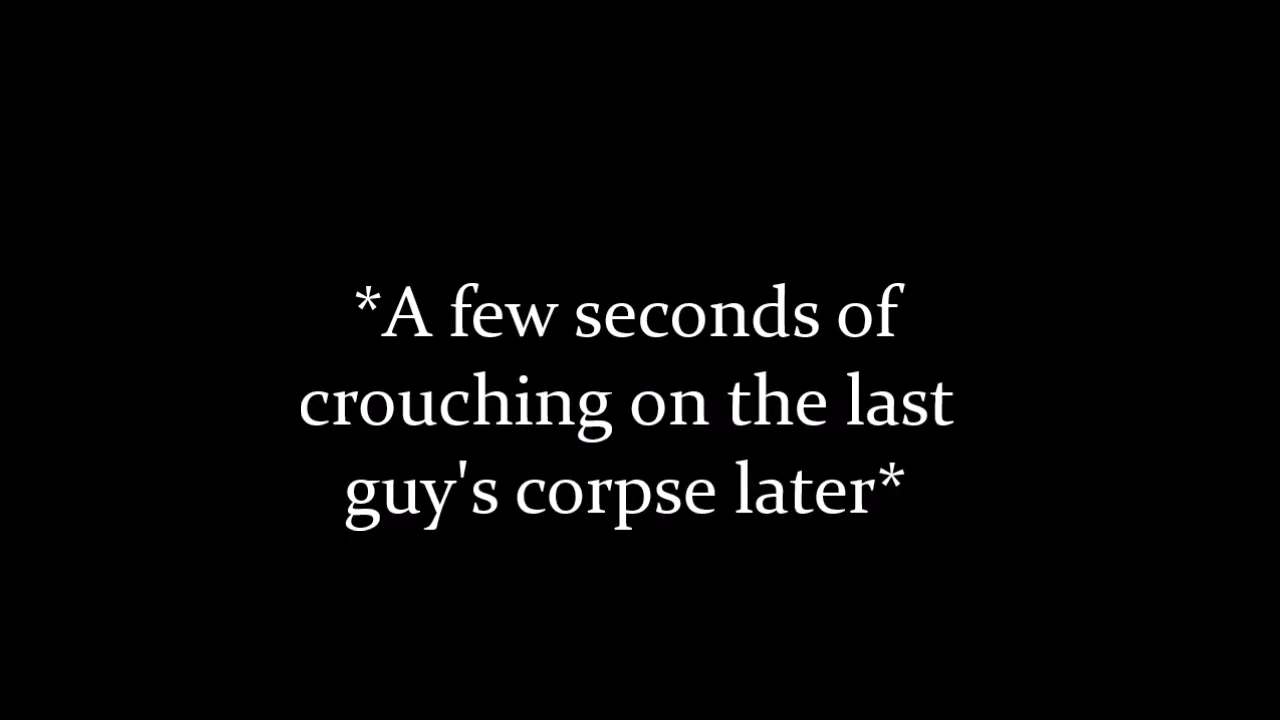 *A few seconds of
crouching on the last
guy's corpse later*